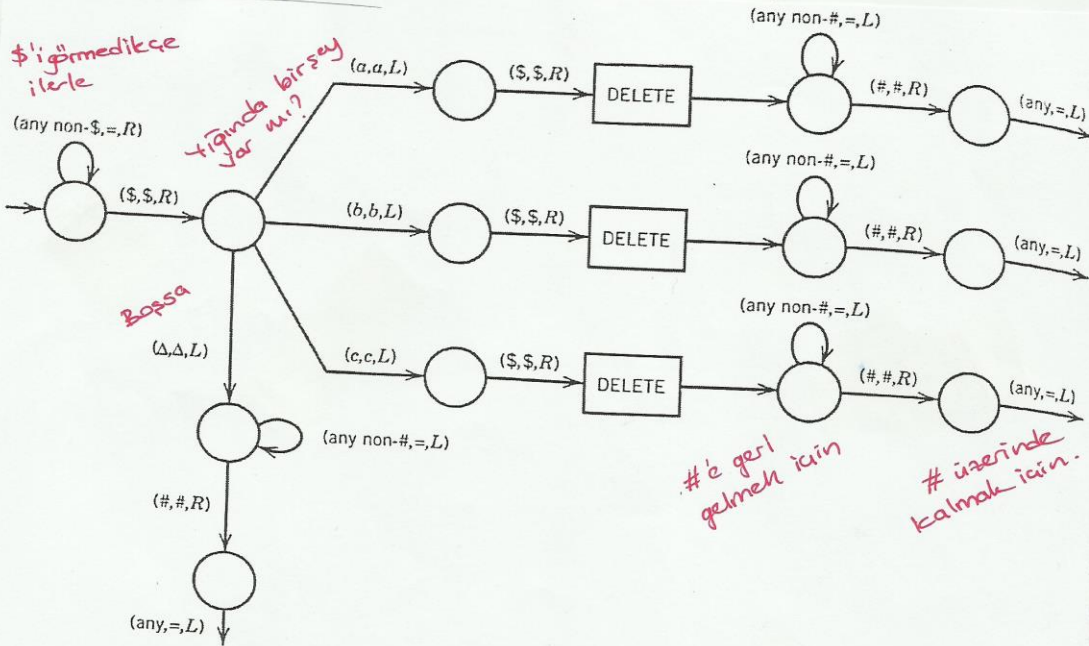 $'i görmedikçe
ilerle
(any non-$,=,R)
($,$,R)
yığında birşey
var mı?
(a,a,L)
($,$,R)
DELETE
(any non-#,=,L)
(#,#,R)
(any,=,L)
(b,b,L)
($,$,R)
DELETE
(any non-#,=,L)
(#,#,R)
(any,=,L)
(c,c,L)
($,$,R)
DELETE
(any non-#,=,L)
(#,#,R)
(any,=,L)
Boşsa
(Δ,Δ,L)
(any non-#,=,L)
(#,#,R)
(any,=,L)
#'e geri
gelmek için
# üzerinde
kalmak için.